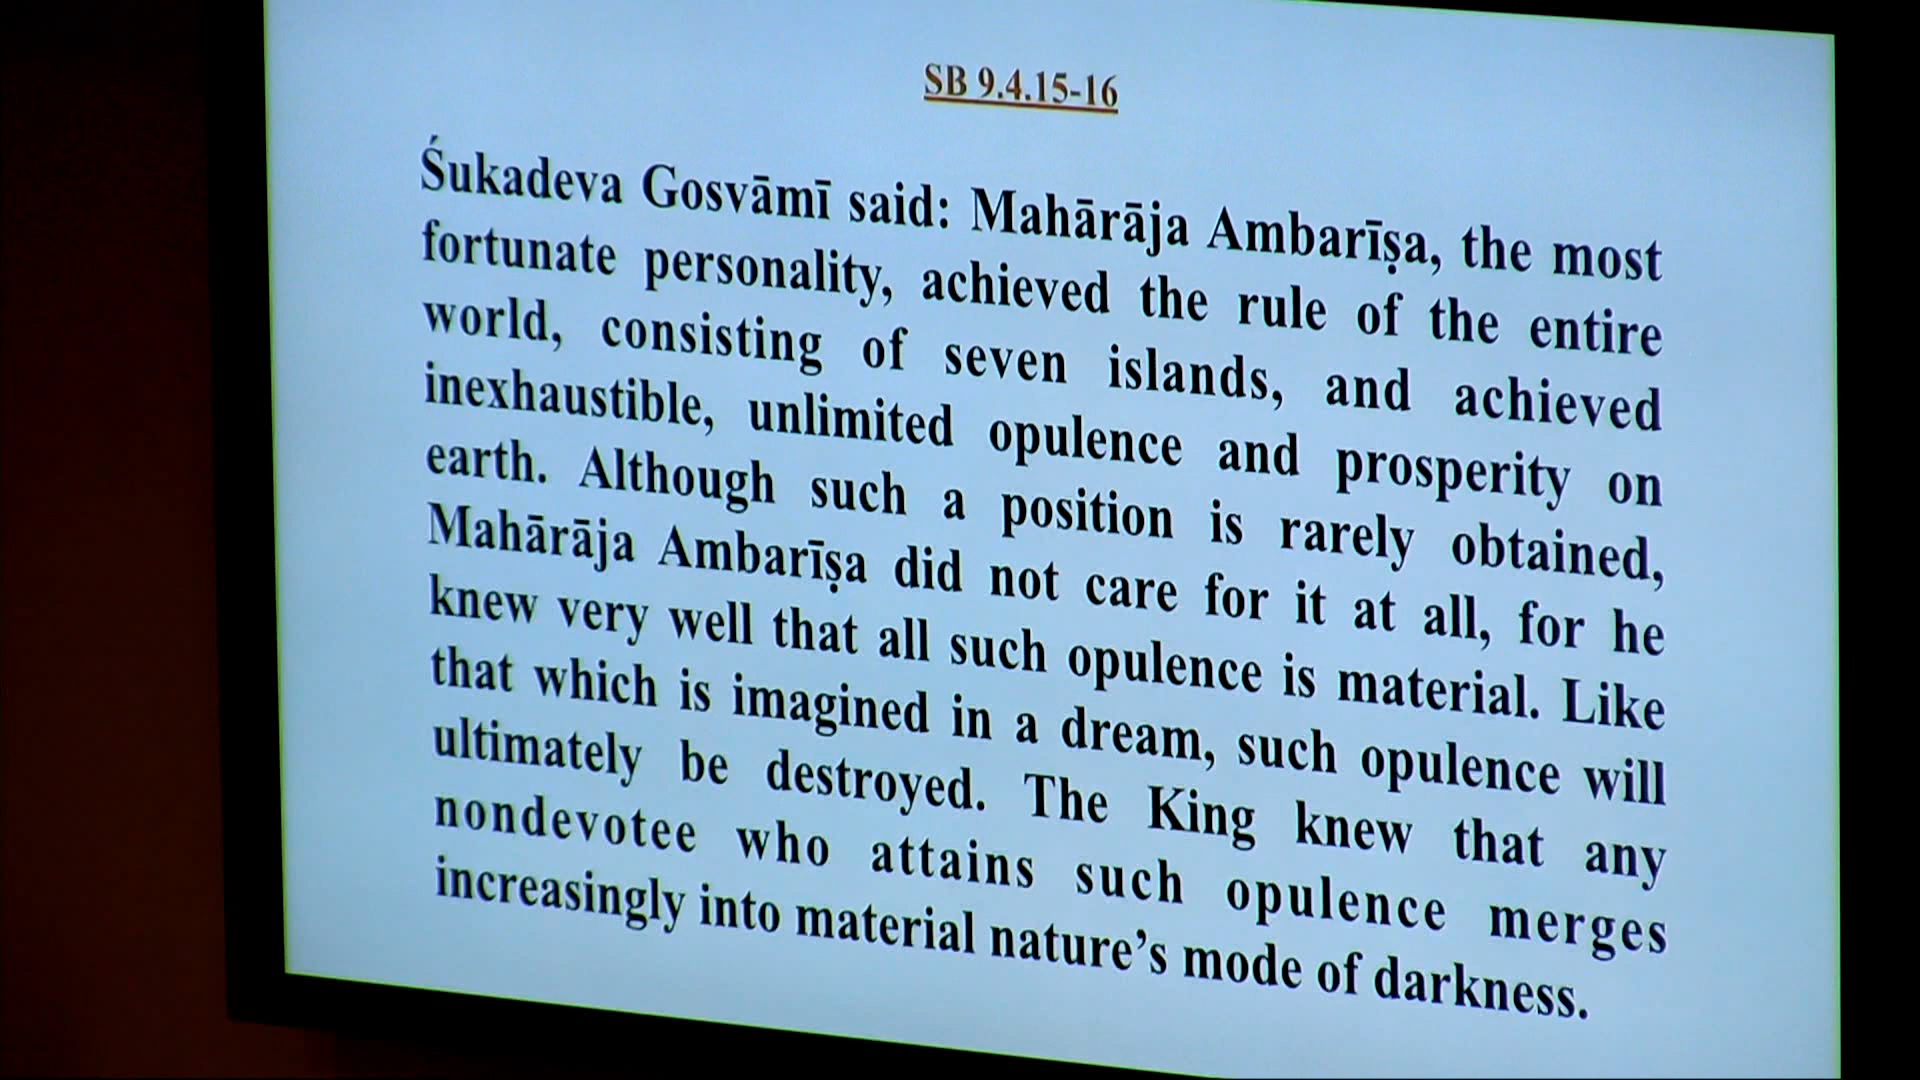 SB 9.4.15-16
Śukadeva Gosvāmī said: Mahārāja Ambarīṣa, the most
fortunate personality, achieved the rule of the entire
world, consisting of seven islands, and achieved
inexhaustible, unlimited opulence and prosperity on
earth. Although such a position is rarely obtained,
Mahārāja Ambarīṣa did not care for it at all, for he
knew very well that all such opulence is material. Like
that which is imagined in a dream, such opulence will
ultimately be destroyed. The King knew that any
nondevotee who attains such opulence merges
increasingly into material nature’s mode of darkness.